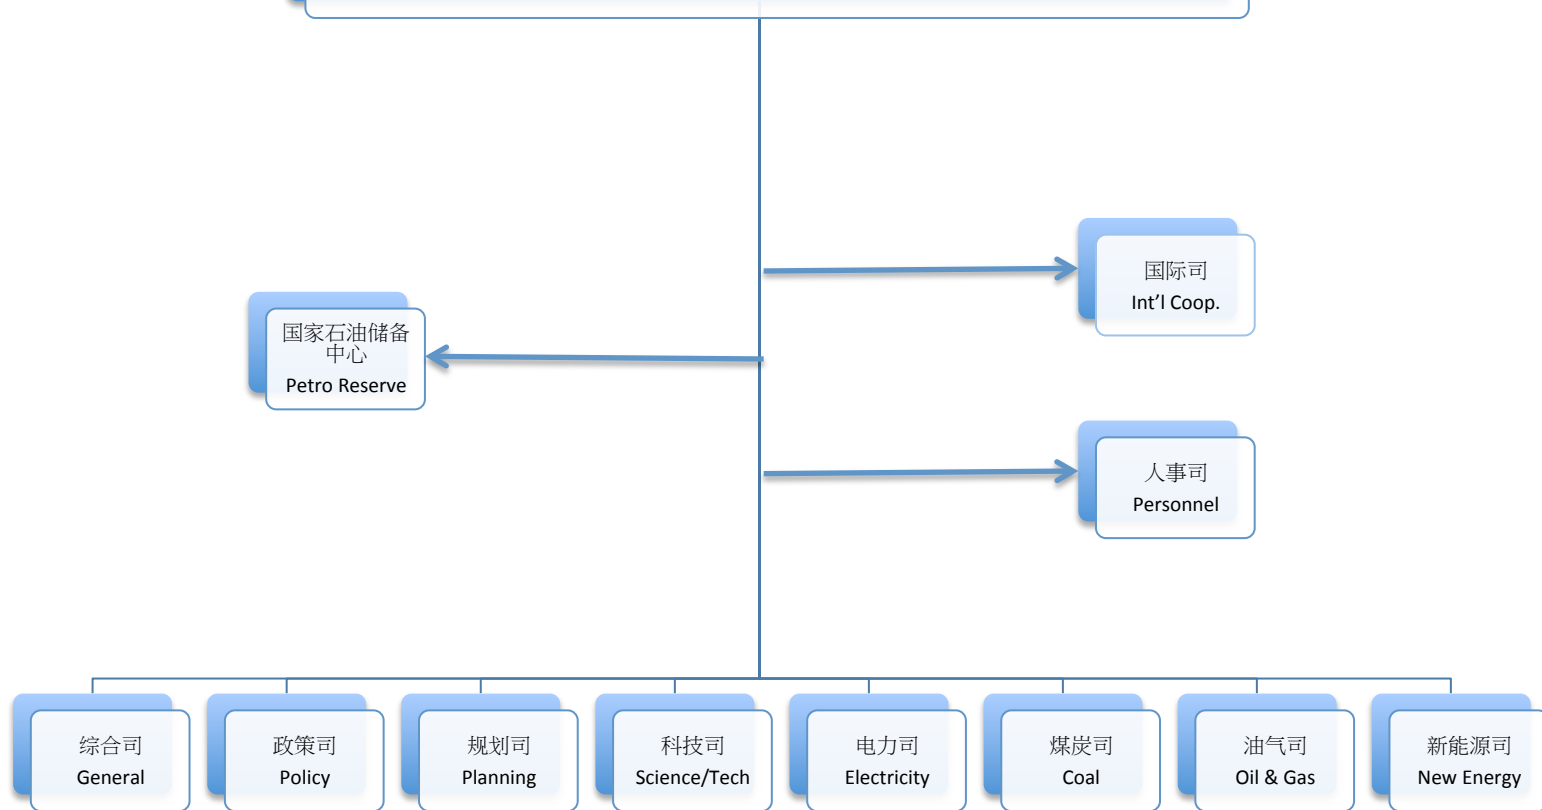 国际司
Int'l Coop.
国家石油储备
中心
Petro Reserve
人事司
Personnel
综合司
General
政策司
Policy
规划司
Planning
科技司
Science/Tech
电力司
Electricity
煤炭司
Coal
油气司
Oil & Gas
新能源司
New Energy